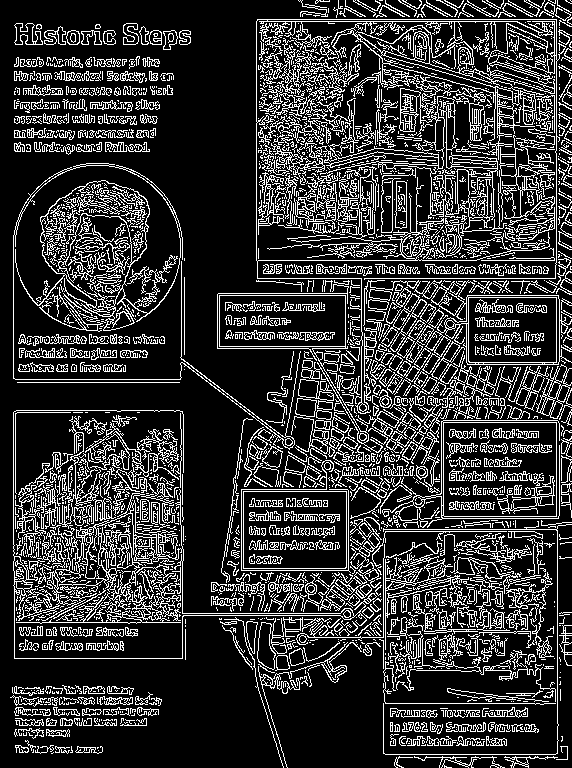 Historic Steps
Jacob Morris, director of the
Harlem Historical Society, is on
a mission to create a New York
Freedom Trail, marking sites
associated with slavery, the
anti-slavery movement and
the Underground Railroad.
235 West Broadway: The Rev. Theodore Wright home
Freedom's Journal:
first African-
American newspaper
African Grove
Theater:
country's first
black theater
Approximate location where
Frederick Douglass came
ashore as a free man
David Ruggles home
Pearl at Chatham
(Park Row) Streets:
where teacher
Elizabeth Jennings
was forced off a
streetcar
Society for
Mutual Relief
James McCune
Smith Pharmacy:
the first licensed
African-American
doctor
Downing's Oyster
House
Wall at Water Streets:
site of slave market
Fraunces Tavern: Founded
in 1762 by Samuel Fraunces,
a Caribbean-American
Images: New York Public Library
(Douglass); New-York Historical Society
(Fraunces Tavern, slave market);
for The Wall Street Journal
(Wright home)
The Wall Street Journal